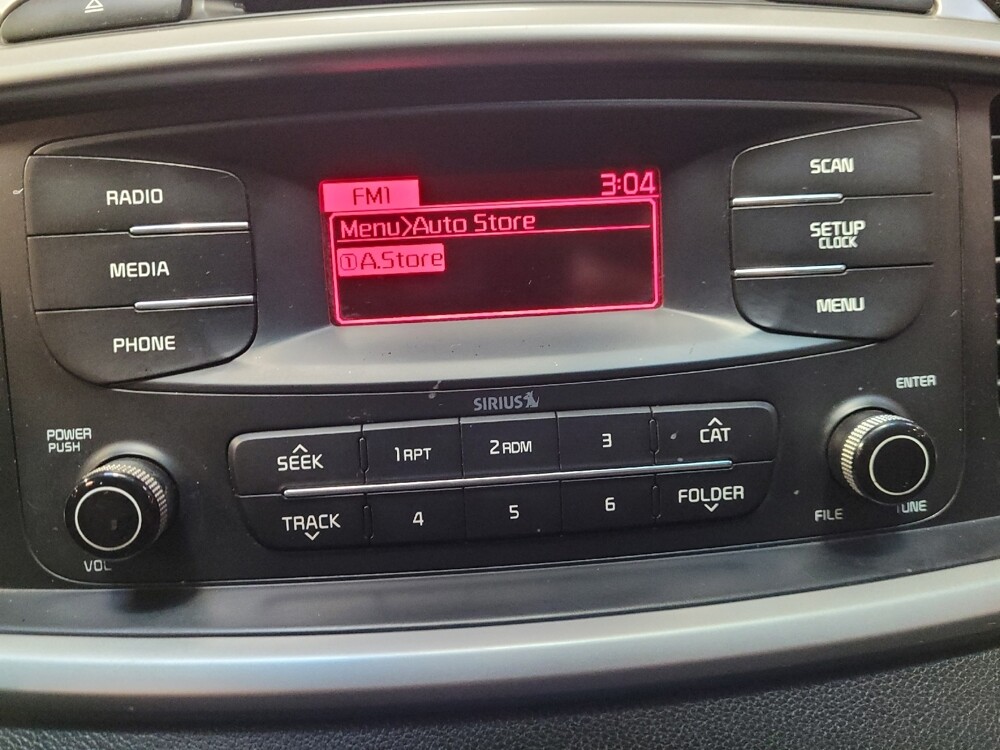 FM1 3:04
Menu>Auto Store
1 A.Store
RADIO
MEDIA
PHONE
SCAN
SETUP
CLOCK
MENU
POWER
PUSH
VOL
SIRIUS
SEEK
1 RPT
2 RDM
3
CAT
TRACK
4
5
6
FOLDER
ENTER
FILE
TUNE